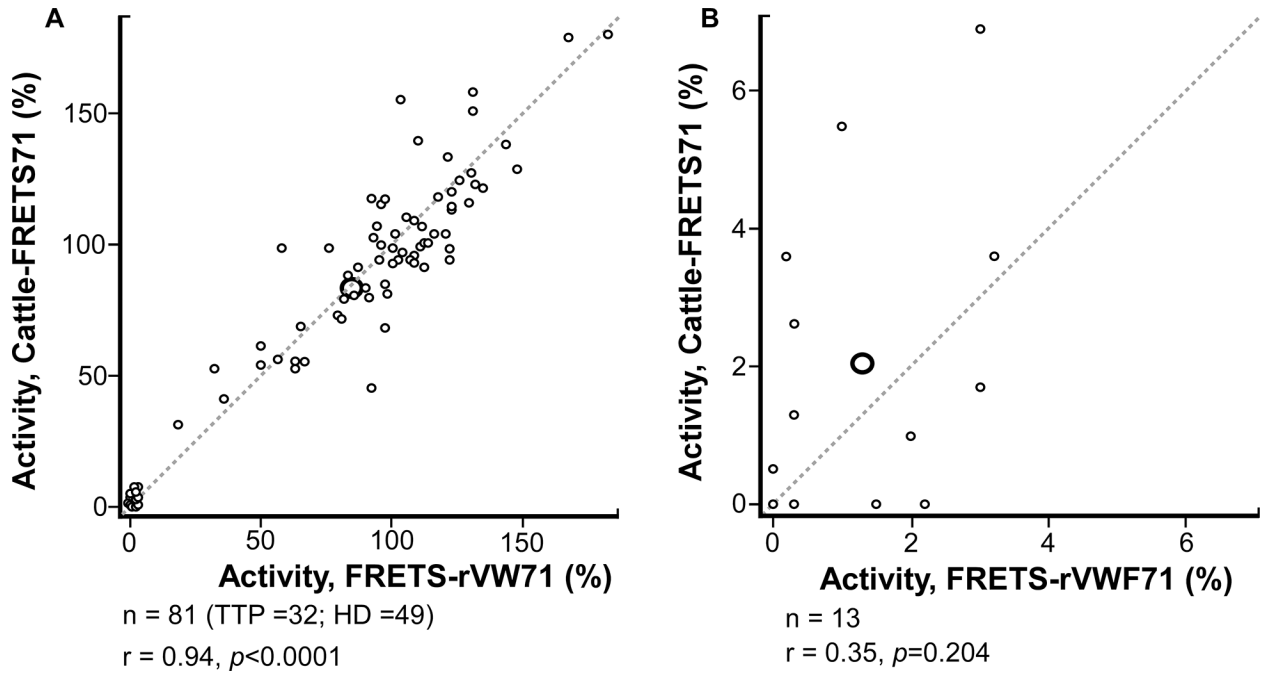 A
Activity, Cattle-FRETS71 (%)
150
100
50
0
0 50 100 150
Activity, FRETS-rVW71 (%)
n = 81 (TTP =32; HD =49)
r = 0.94, p<0.0001
B
Activity, Cattle-FRETS71 (%)
6
4
2
0
0 2 4 6
Activity, FRETS-rVWF71 (%)
n = 13
r = 0.35, p=0.204